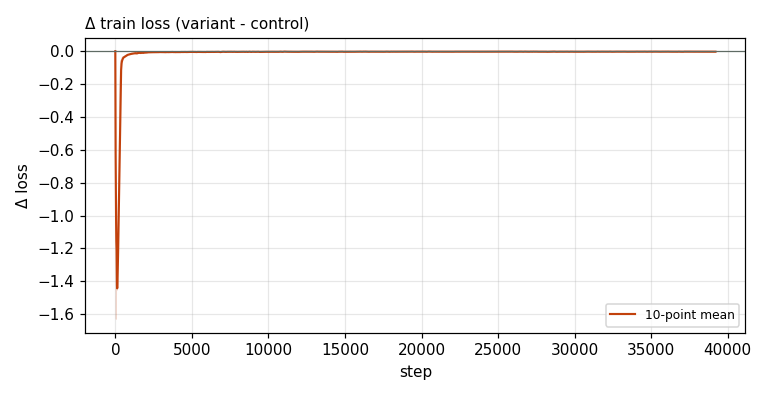 Δ train loss (variant - control)
0.0
−0.2
−0.4
−0.6
−0.8
−1.0
−1.2
−1.4
−1.6
Δ loss
10-point mean
0 5000 10000 15000 20000 25000 30000 35000 40000
step